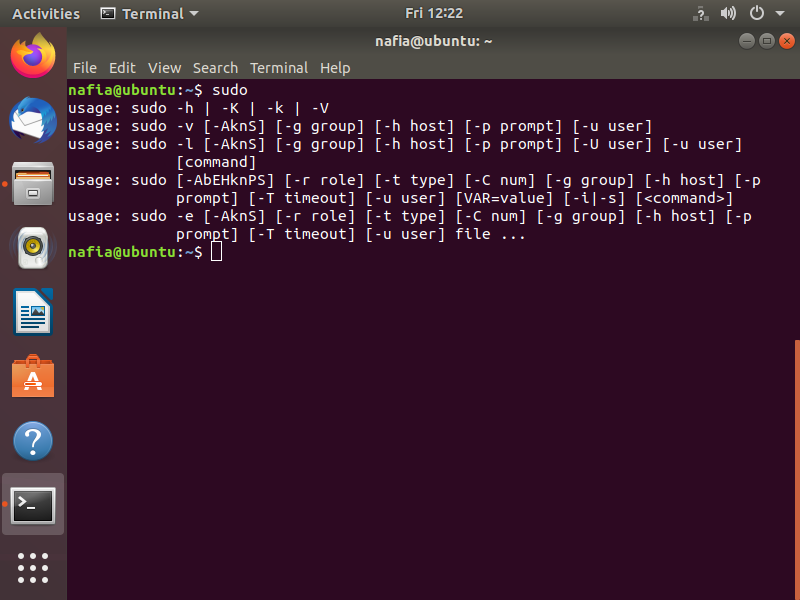 Activities Terminal Fri 12:22
nafia@ubuntu: ~
File Edit View Search Terminal Help
nafia@ubuntu:~$ sudo
usage: sudo -h | -K | -k | -V
usage: sudo -v [-AknS] [-g group] [-h host] [-p prompt] [-u user]
usage: sudo -l [-AknS] [-g group] [-h host] [-p prompt] [-U user] [-u user]
            [command]
usage: sudo [-AbEHknPS] [-r role] [-t type] [-C num] [-g group] [-h host] [-p
            prompt] [-T timeout] [-u user] [VAR=value] [-i|-s] [<command>]
usage: sudo -e [-AknS] [-r role] [-t type] [-C num] [-g group] [-h host] [-p
            prompt] [-T timeout] [-u user] file ...
nafia@ubuntu:~$